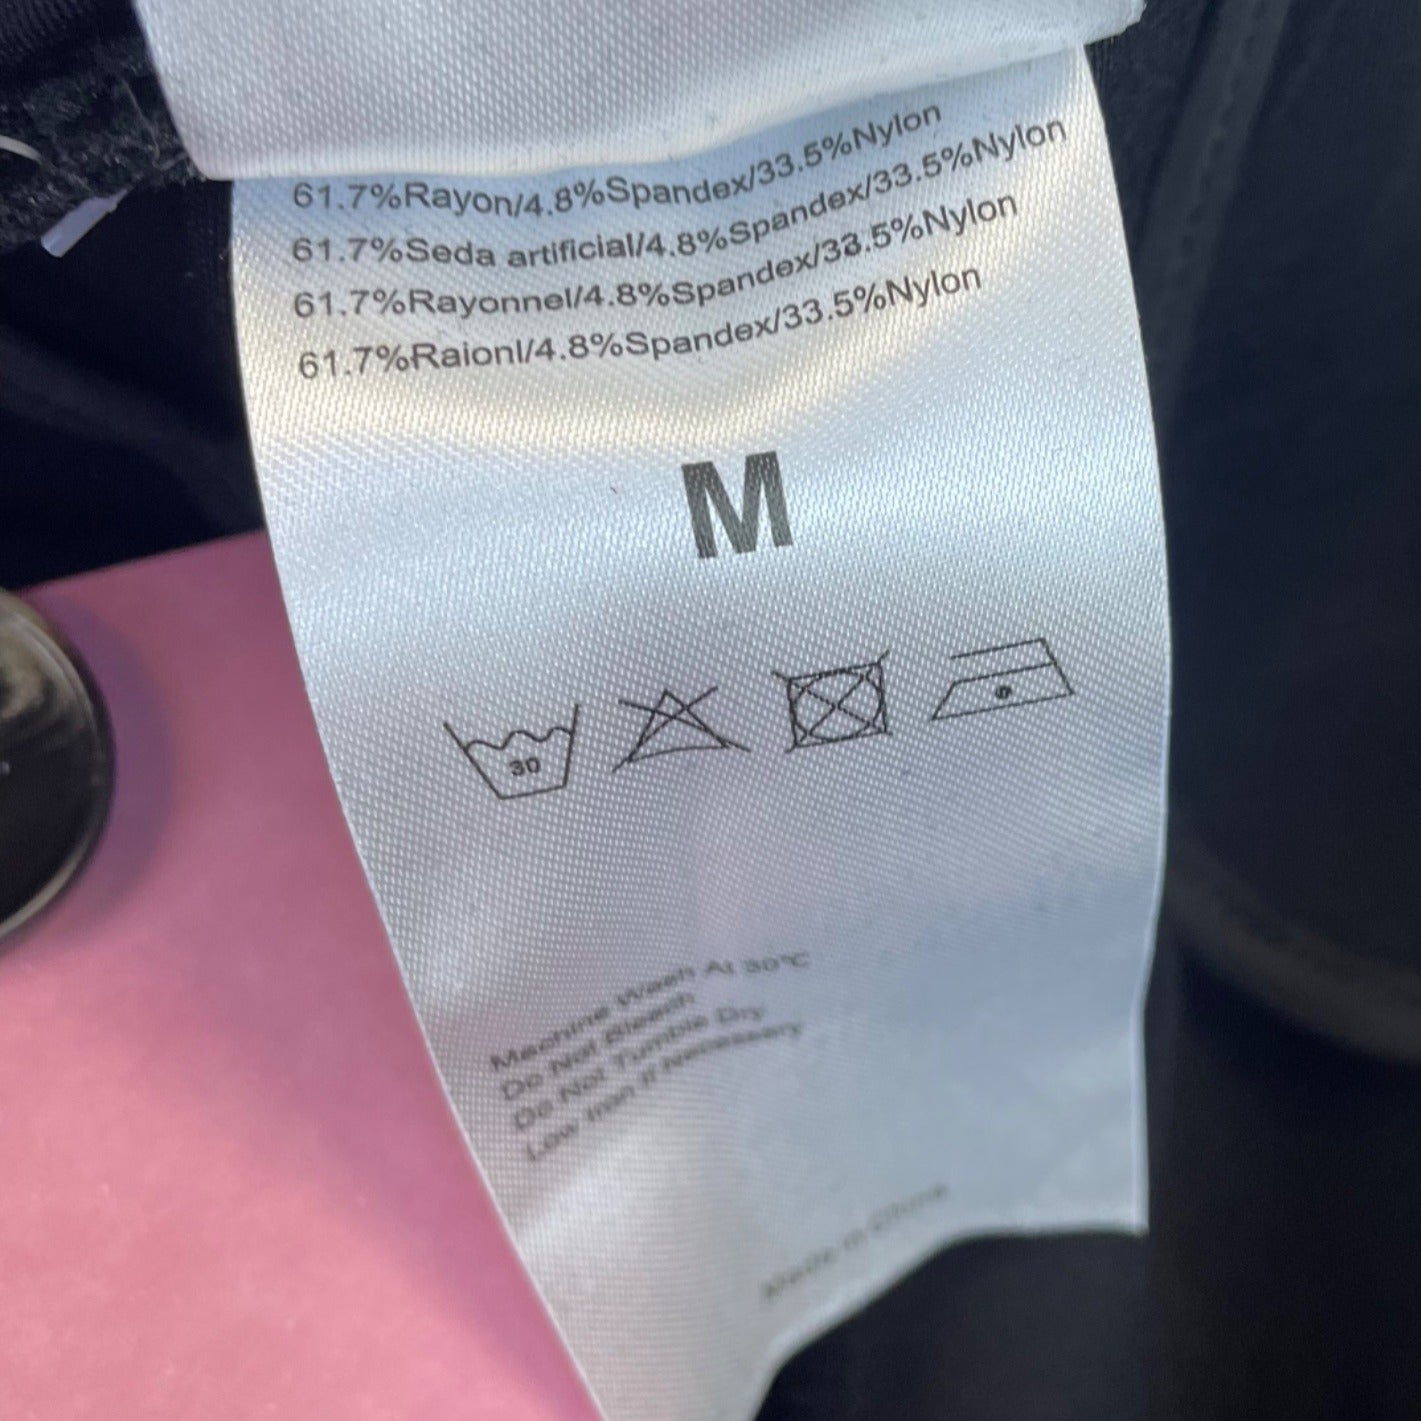 61.7%Rayon/4.8%Spandex/33.5%Nylon
61.7%Seda artificial/4.8%Spandex/33.5%Nylon
61.7%Rayonnel/4.8%Spandex/33.5%Nylon
61.7%Raionl/4.8%Spandex/33.5%Nylon
M
30
Machine Wash At 30°C
Do Not Bleach
Do Not Tumble Dry
Low Iron If Necessary
Made in China